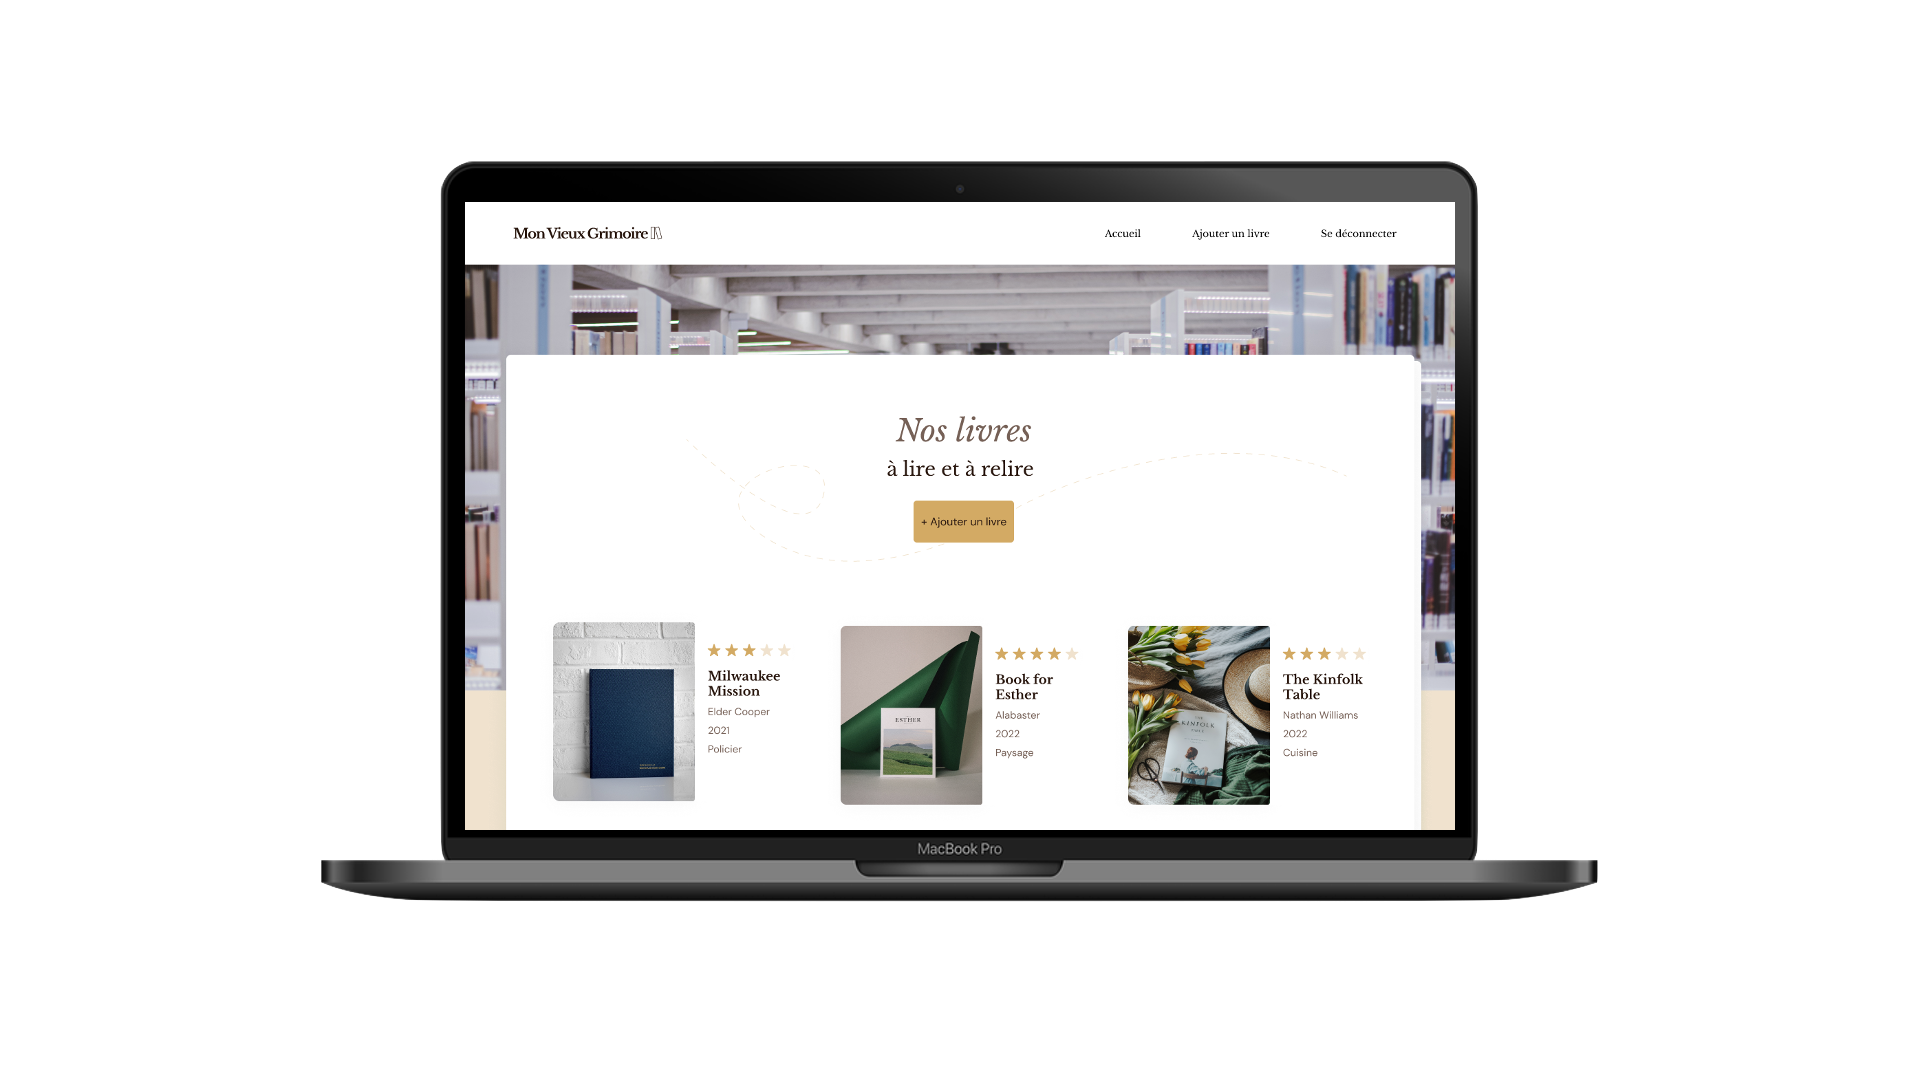 Mon Vieux Grimoire
Accueil
Ajouter un livre
Se déconnecter
Nos livres
à lire et à relire
+ Ajouter un livre
Milwaukee
Mission
Elder Cooper
2021
Policier
ESTHER
Book for
Esther
Alabaster
2022
Paysage
KINFOLK
The Kinfolk
Table
Nathan Williams
2022
Cuisine
MacBook Pro